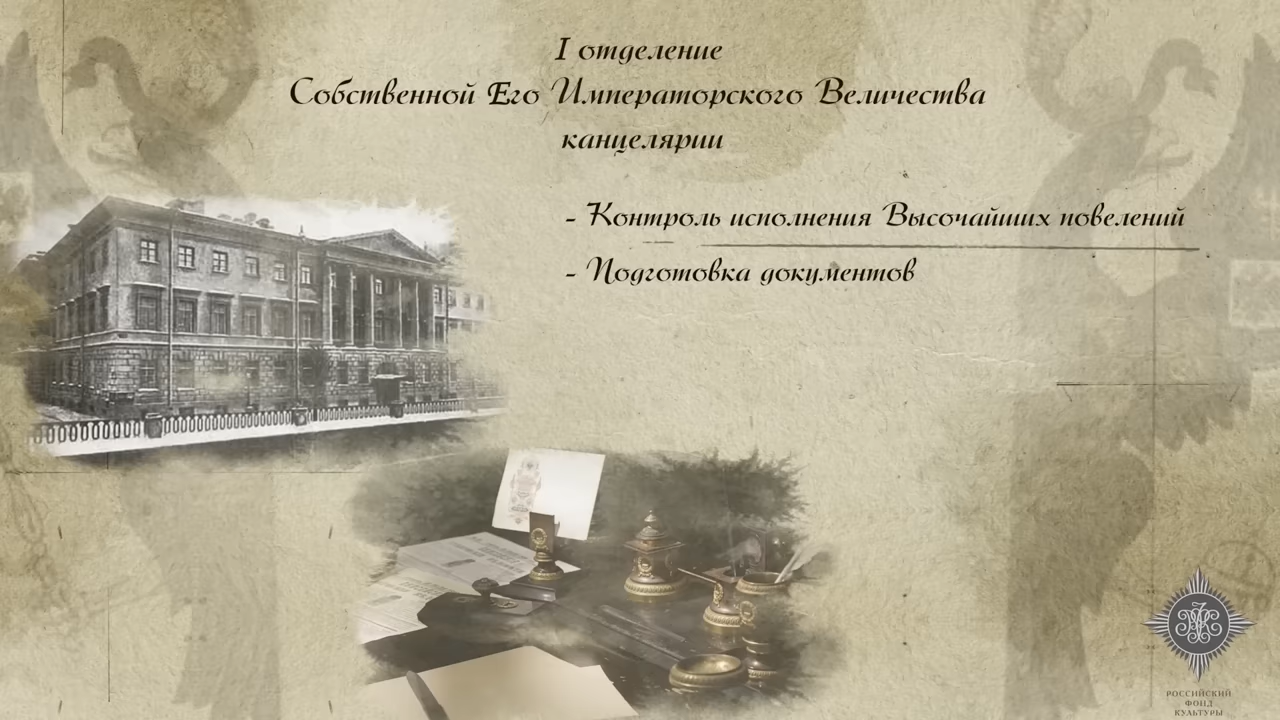 I отделение
Собственной Его Императорского Величества
канцелярии
- Контроль исполнения Высочайших повелений
- Подготовка документов
РОССИЙСКИЙ
ФОНД
КУЛЬТУРЫ